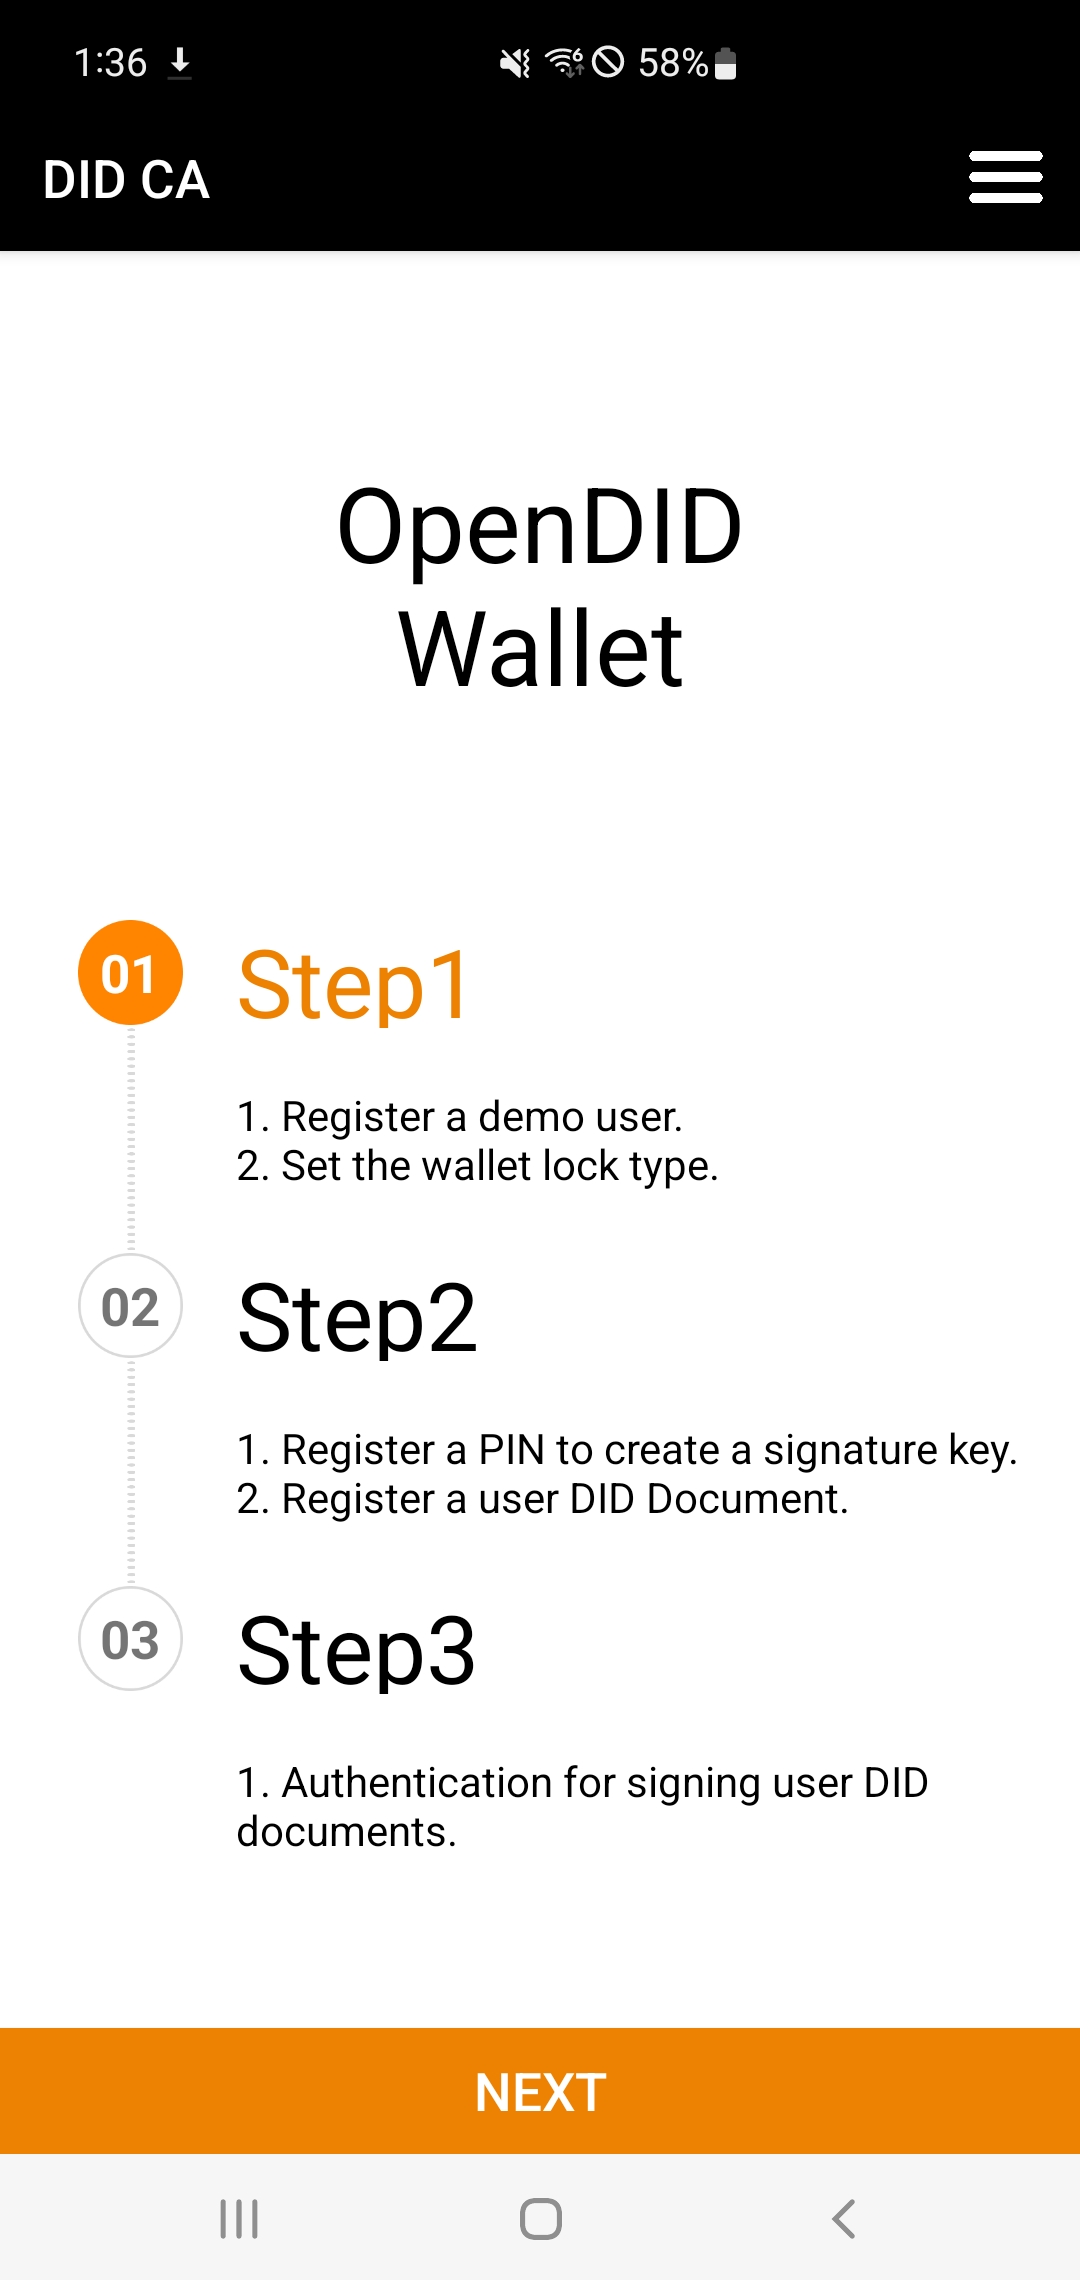 1:36
58%
DID CA
OpenDID
Wallet
01
Step1
1. Register a demo user.
2. Set the wallet lock type.
02
Step2
1. Register a PIN to create a signature key.
2. Register a user DID Document.
03
Step3
1. Authentication for signing user DID
documents.
NEXT